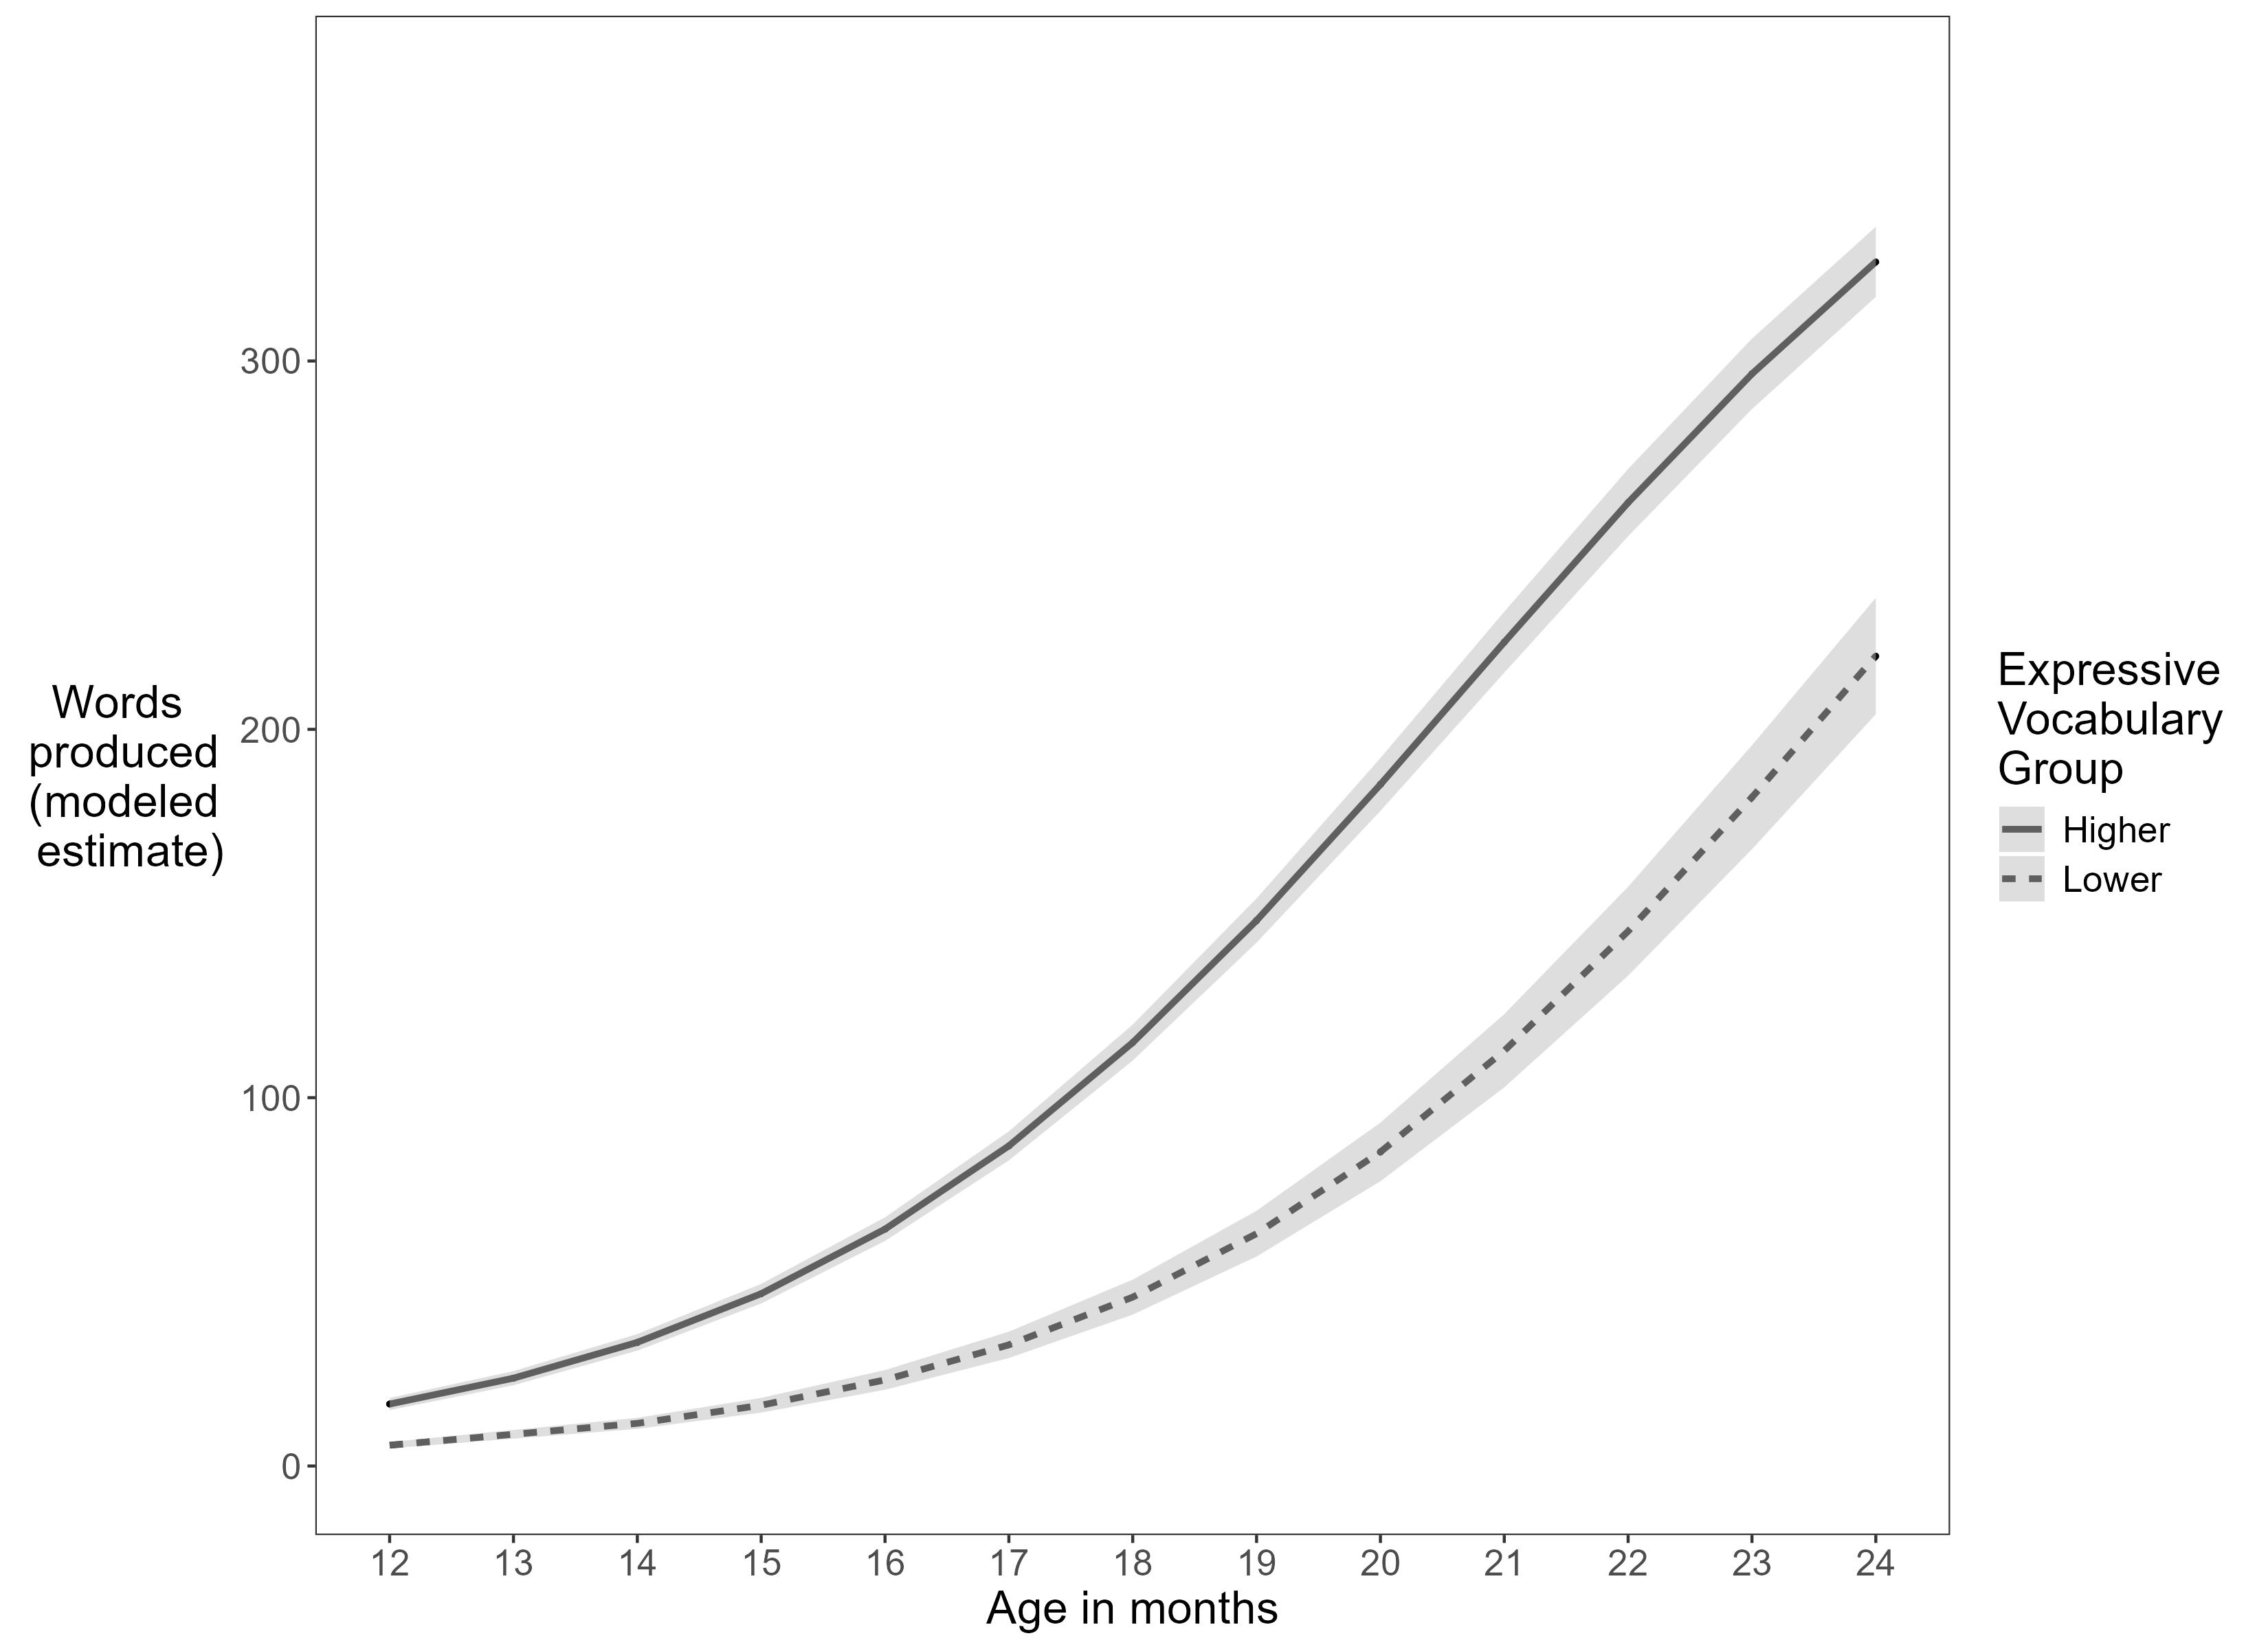 Words
produced
(modeled
estimate)
300
200
100
0
12 13 14 15 16 17 18 19 20 21 22 23 24
Age in months
Expressive
Vocabulary
Group
Higher
Lower